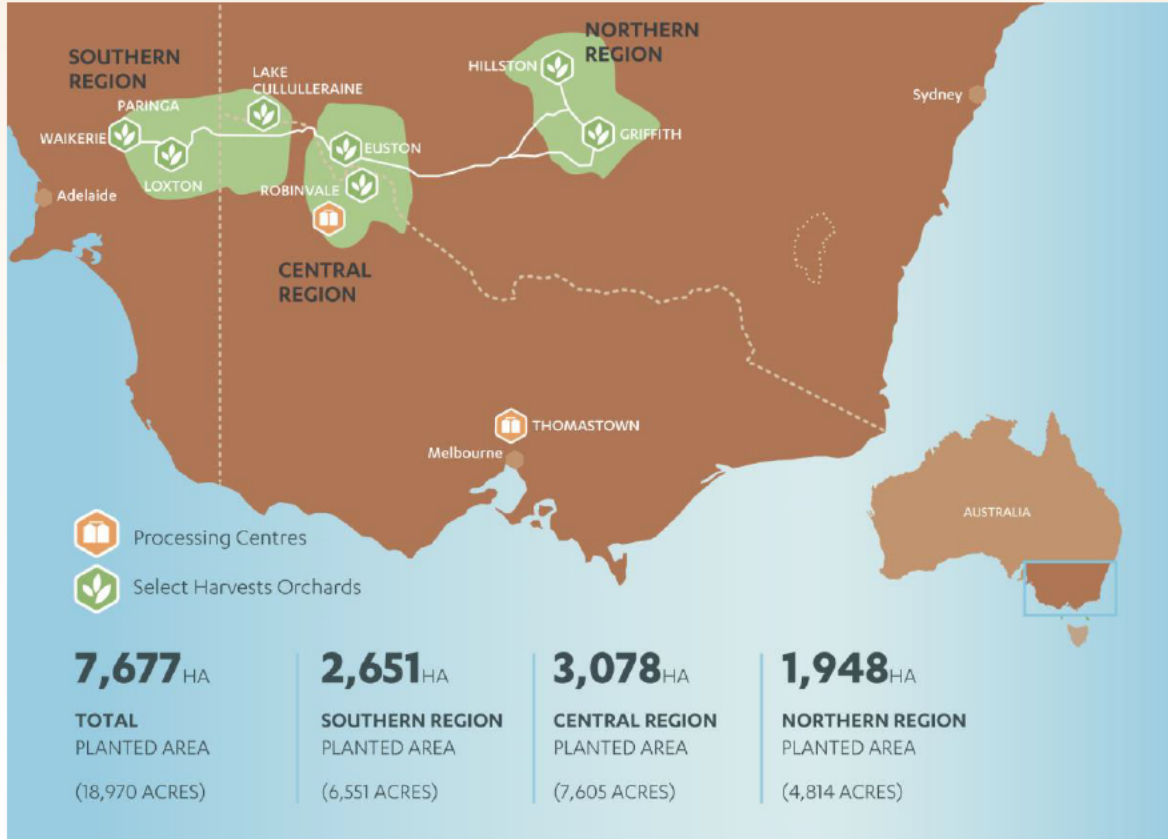 NORTHERN
REGION
SOUTHERN
REGION
HILLSTON
LAKE
CULLULLERAINE
Sydney
PARINGA
WAIKERIE
GRIFFITH
EUSTON
LOXTON
ROBINVALE
Adelaide
CENTRAL
REGION
THOMASTOWN
Melbourne
AUSTRALIA
Processing Centres
Select Harvests Orchards
7,677HA
TOTAL
PLANTED AREA
(18,970 ACRES)
2,651HA
SOUTHERN REGION
PLANTED AREA
(6,551 ACRES)
3,078HA
CENTRAL REGION
PLANTED AREA
(7,605 ACRES)
1,948HA
NORTHERN REGION
PLANTED AREA
(4,814 ACRES)